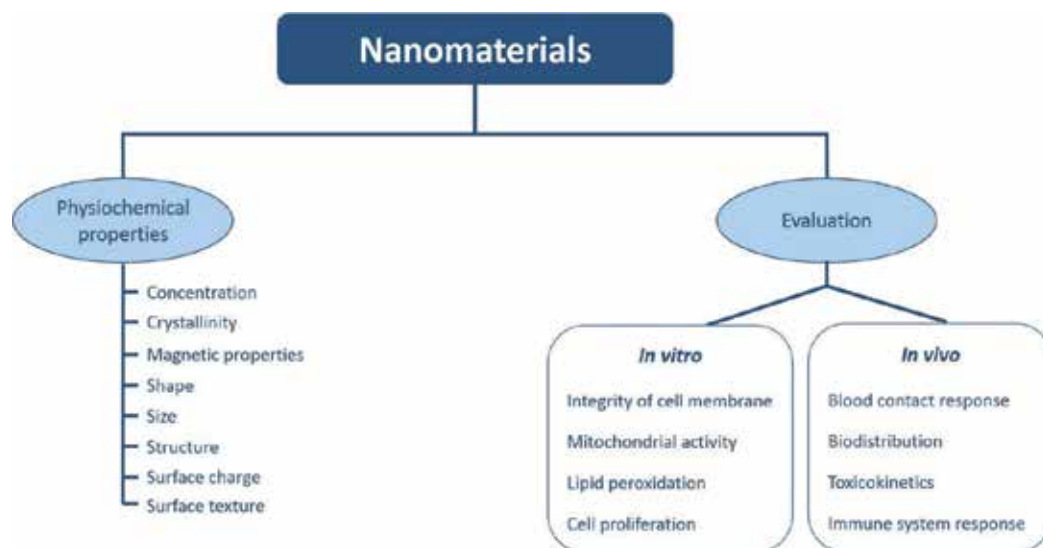 Nanomaterials
Physiochemical
properties
Concentration
Crystallinity
Magnetic properties
Shape
Size
Structure
Surface charge
Surface texture
Evaluation
In vitro
Integrity of cell membrane
Mitochondrial activity
Lipid peroxidation
Cell proliferation
In vivo
Blood contact response
Biodistribution
Toxicokinetics
Immune system response